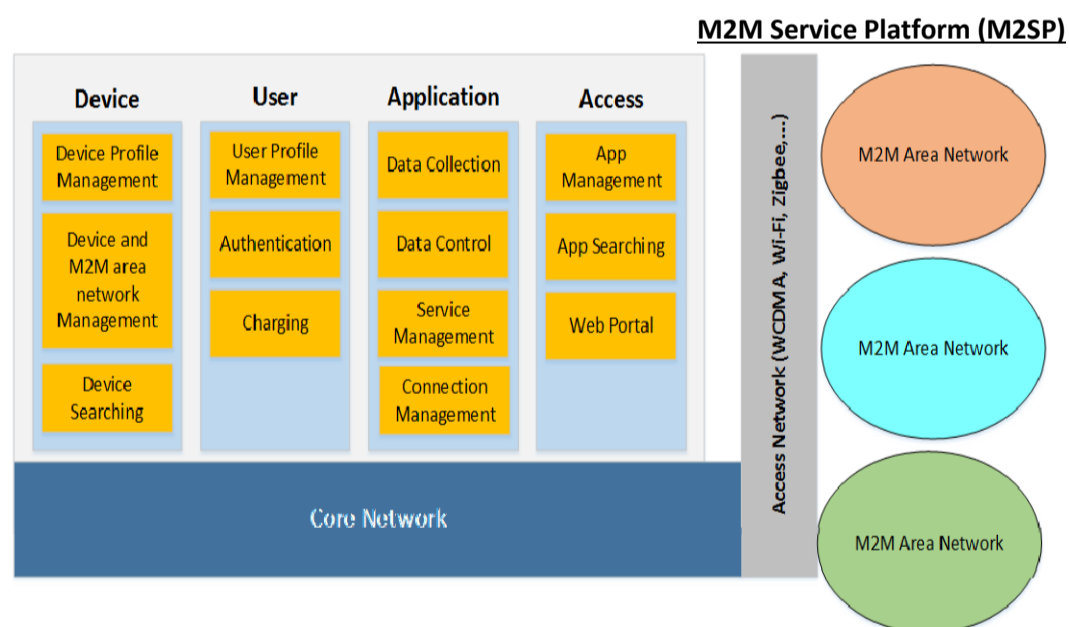 M2M Service Platform (M2SP)
Device
User
Application
Access
Device Profile
Management
Device and
M2M area
network
Management
Device
Searching
User Profile
Management
Authentication
Charging
Data Collection
Data Control
Service
Management
Connection
Management
App
Management
App Searching
Web Portal
Core Network
Access Network (WCDMA, Wi-Fi, Zigbee,....)
M2M Area Network
M2M Area Network
M2M Area Network